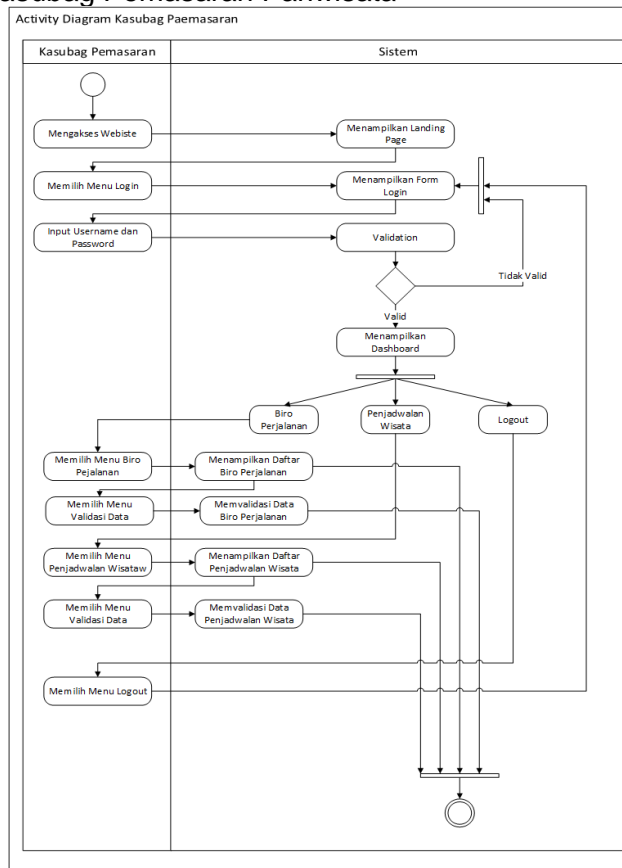 asubag Pemasaran Pariwisata
Activity Diagram Kasubag Paemasaran
Kasubag Pemasaran
Sistem
Mengakses Webiste
Menampilkan Landing
Page
Memilih Menu Login
Menampilkan Form
Login
Input Username dan
Password
Validation
Tidak Valid
Valid
Menampilkan
Dashboard
Biro
Perjalanan
Penjadwalan
Wisata
Logout
Memilih Menu Biro
Pejalanan
Menampilkan Daftar
Biro Perjalanan
Memilih Menu
Validasi Data
Memvalidasi Data
Biro Perjalanan
Memilih Menu
Penjadwalan Wisataw
Menampilkan Daftar
Penjadwalan Wisata
Memilih Menu
Validasi Data
Memvalidasi Data
Penjadwalan Wisata
Memilih Menu Logout